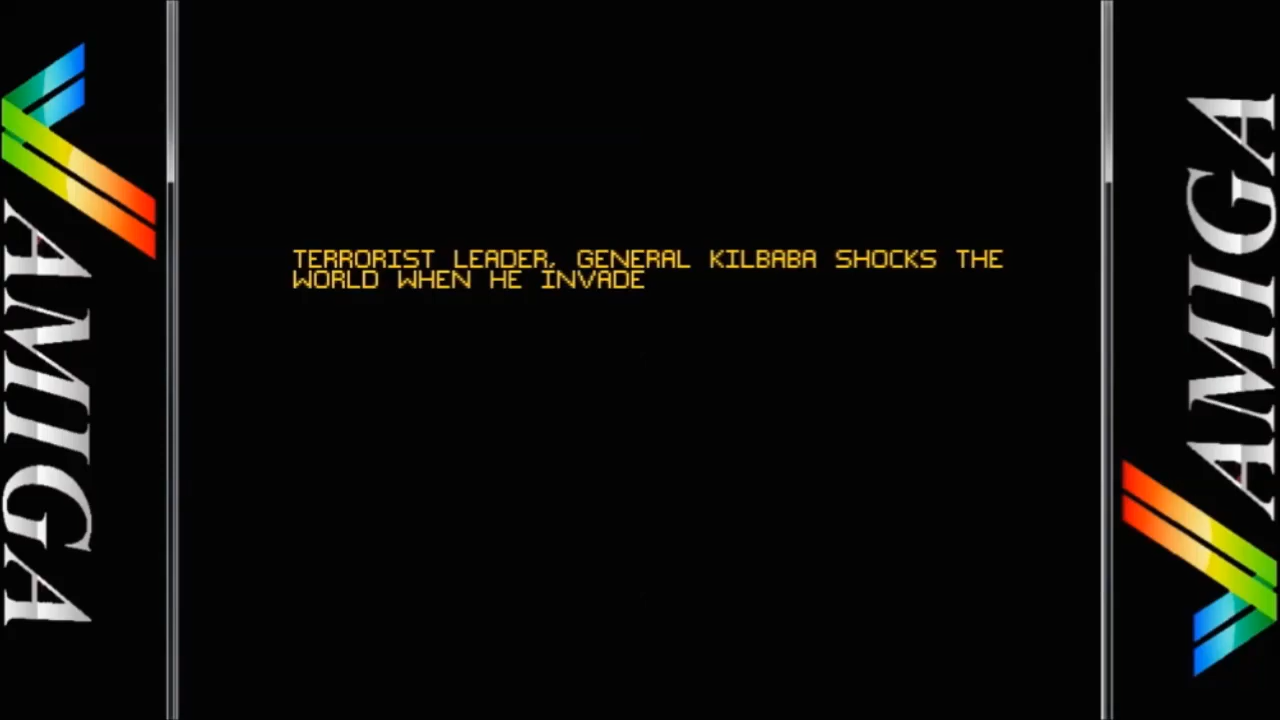 AMIGA
TERRORIST LEADER, GENERAL KILBABA SHOCKS THE
WORLD WHEN HE INVADE
AMIGA